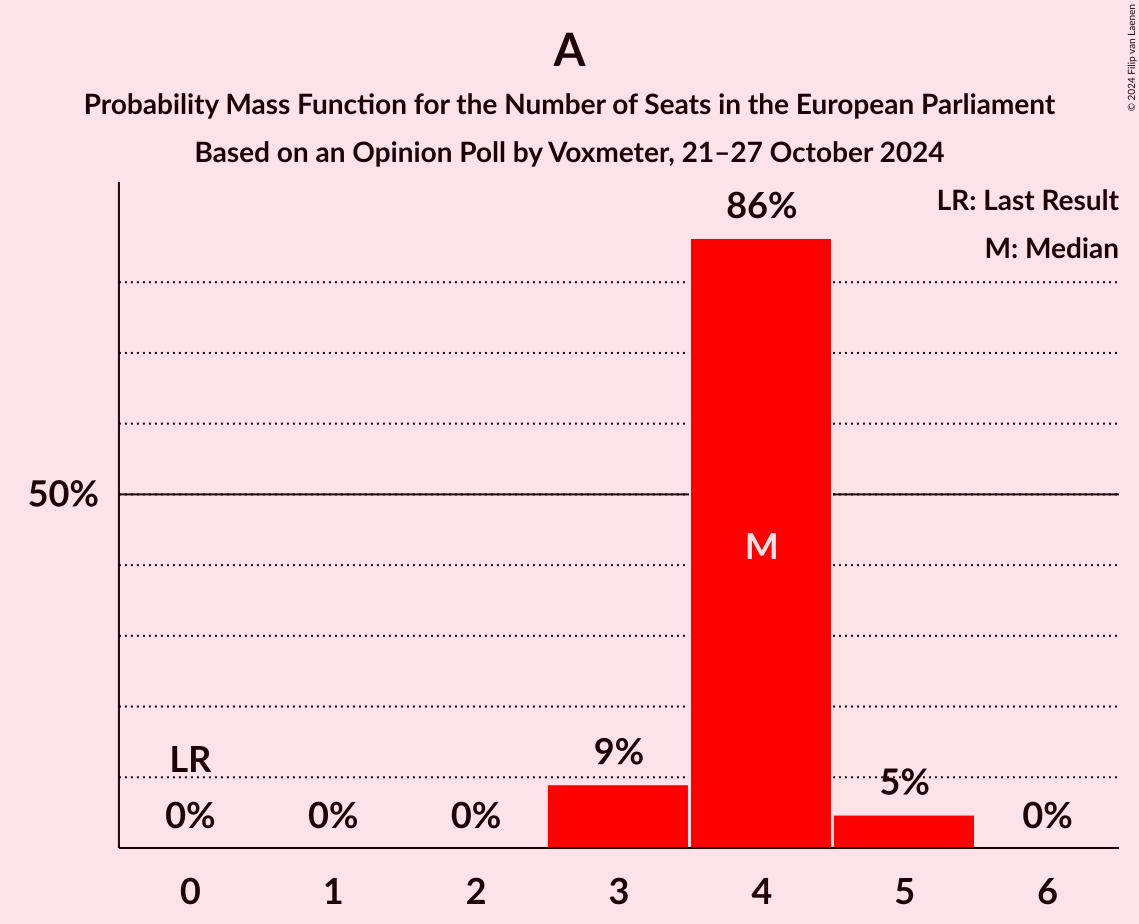 A
Probability Mass Function for the Number of Seats in the European Parliament
Based on an Opinion Poll by Voxmeter, 21–27 October 2024
© 2024 Filip van Laenen
LR: Last Result
M: Median
86%
50%
M
LR
9%
5%
0%
0%
0%
0%
0
1
2
3
4
5
6